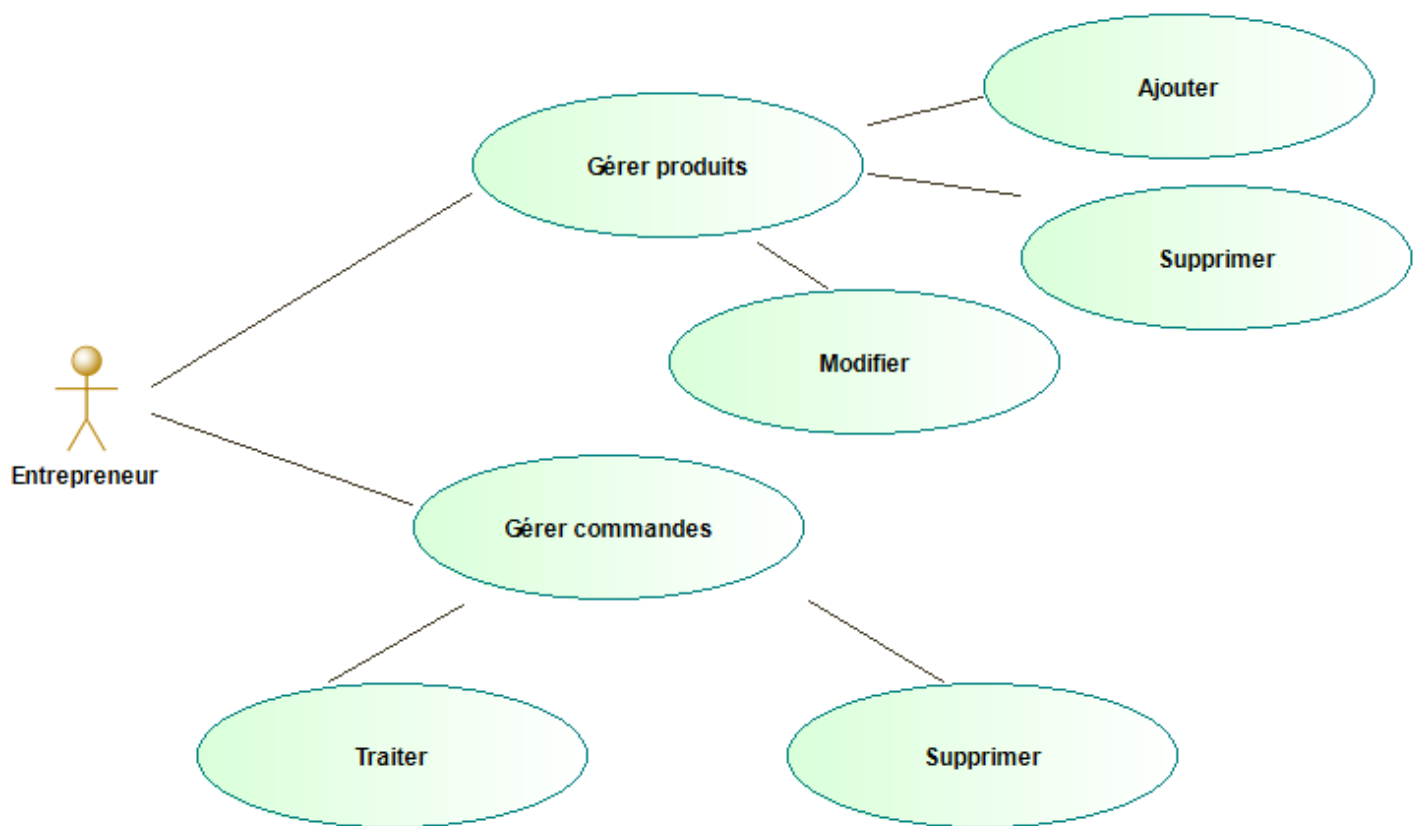 Ajouter
Gérer produits
Supprimer
Modifier
Entrepreneur
Gérer commandes
Traiter
Supprimer